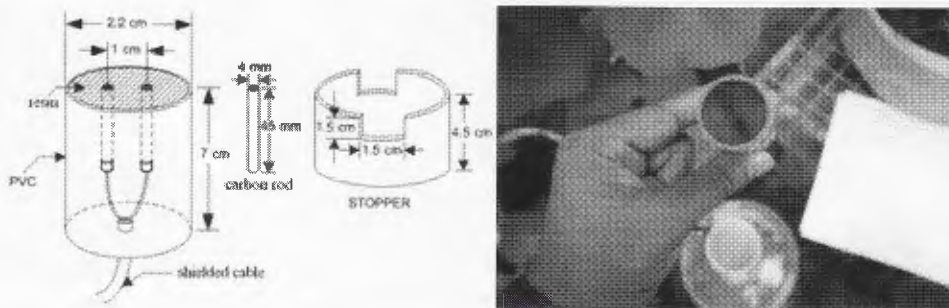 2.2 cm
1 cm
resin
PVC
7 cm
shielded cable
4 mm
45 mm
carbon rod
1.5 cm
1.5 cm
4.5 cm
STOPPER